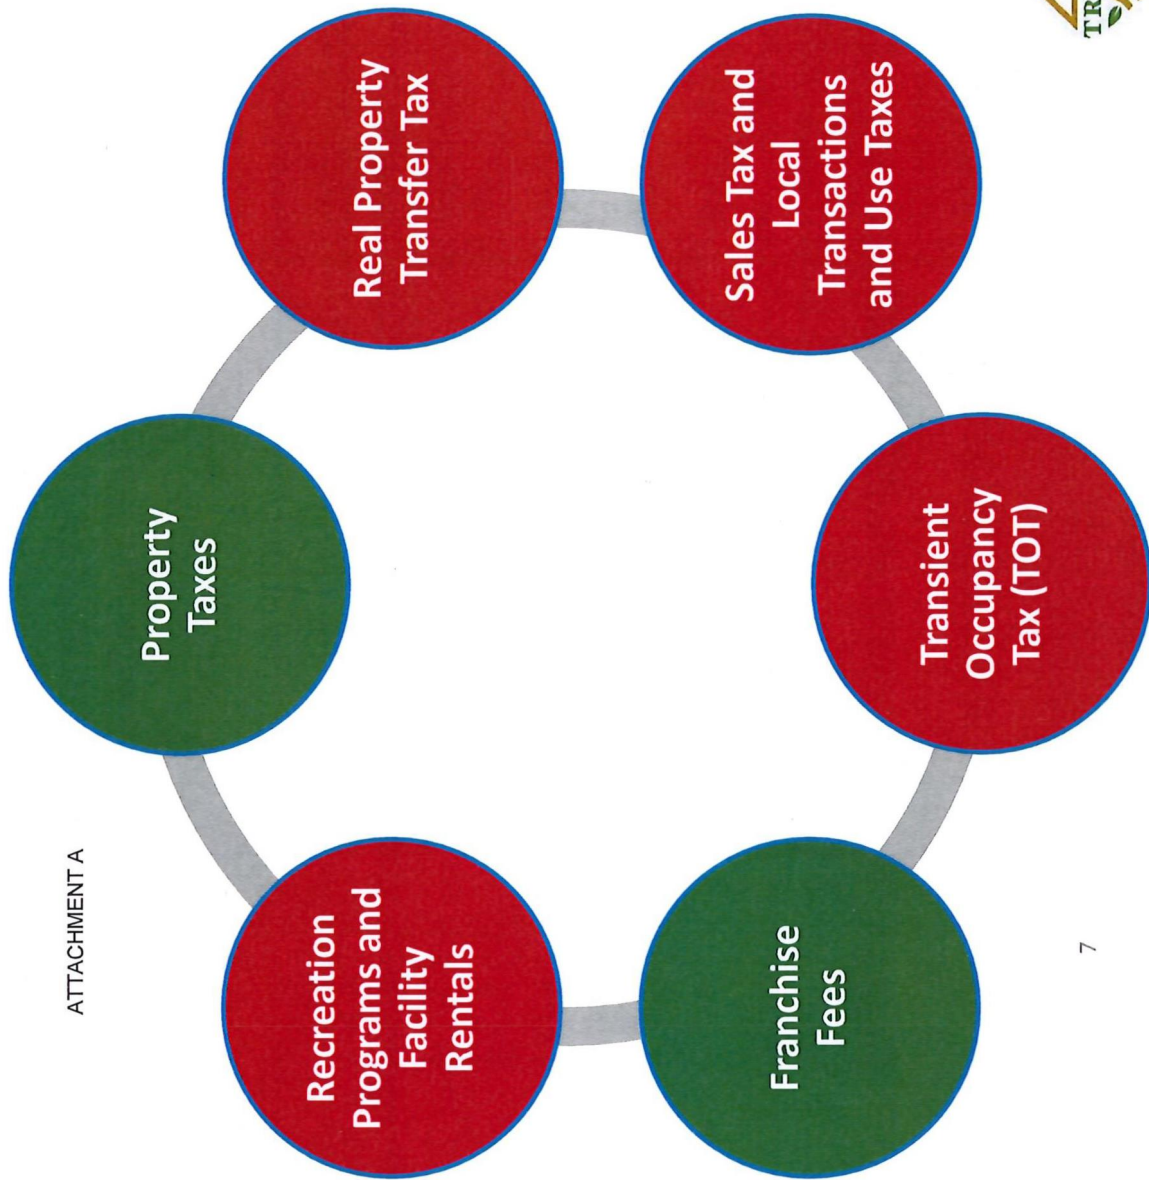 ATTACHMENT A
Property
Taxes
Real Property
Transfer Tax
Sales Tax and
Local
Transactions
and Use Taxes
Transient
Occupancy
Tax (TOT)
Franchise
Fees
Recreation
Programs and
Facility
Rentals
7